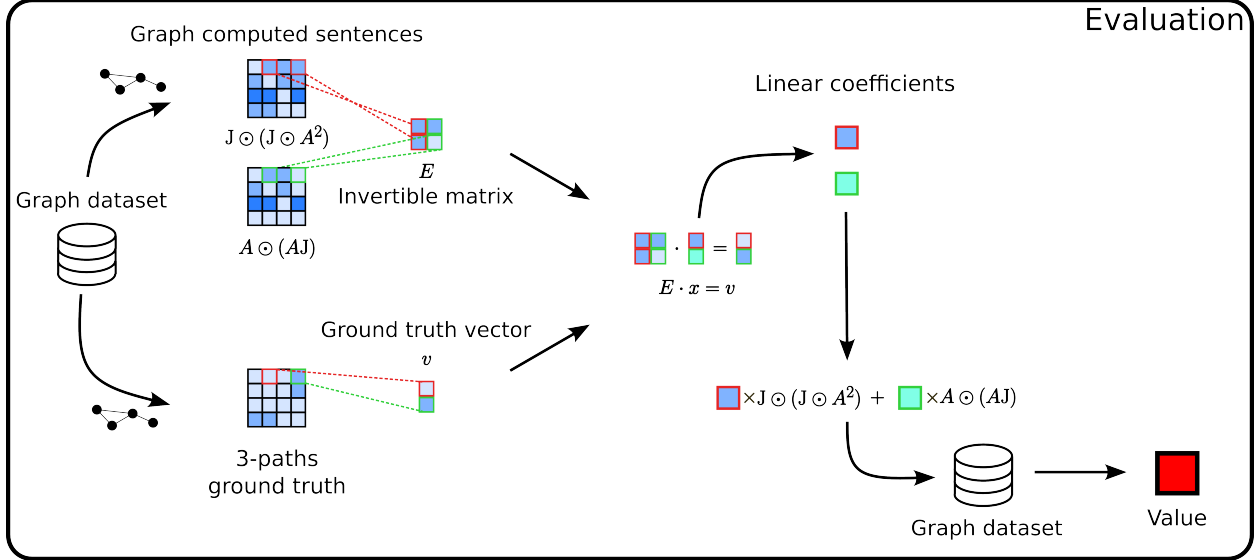 Evaluation
Graph computed sentences
J ⊙ (J ⊙ A²)
E
Invertible matrix
A ⊙ (AJ)
Graph dataset
Ground truth vector
v
3-paths
ground truth
· =
E · x = v
Linear coefficients
×J ⊙ (J ⊙ A²) + ×A ⊙ (AJ)
Graph dataset
Value